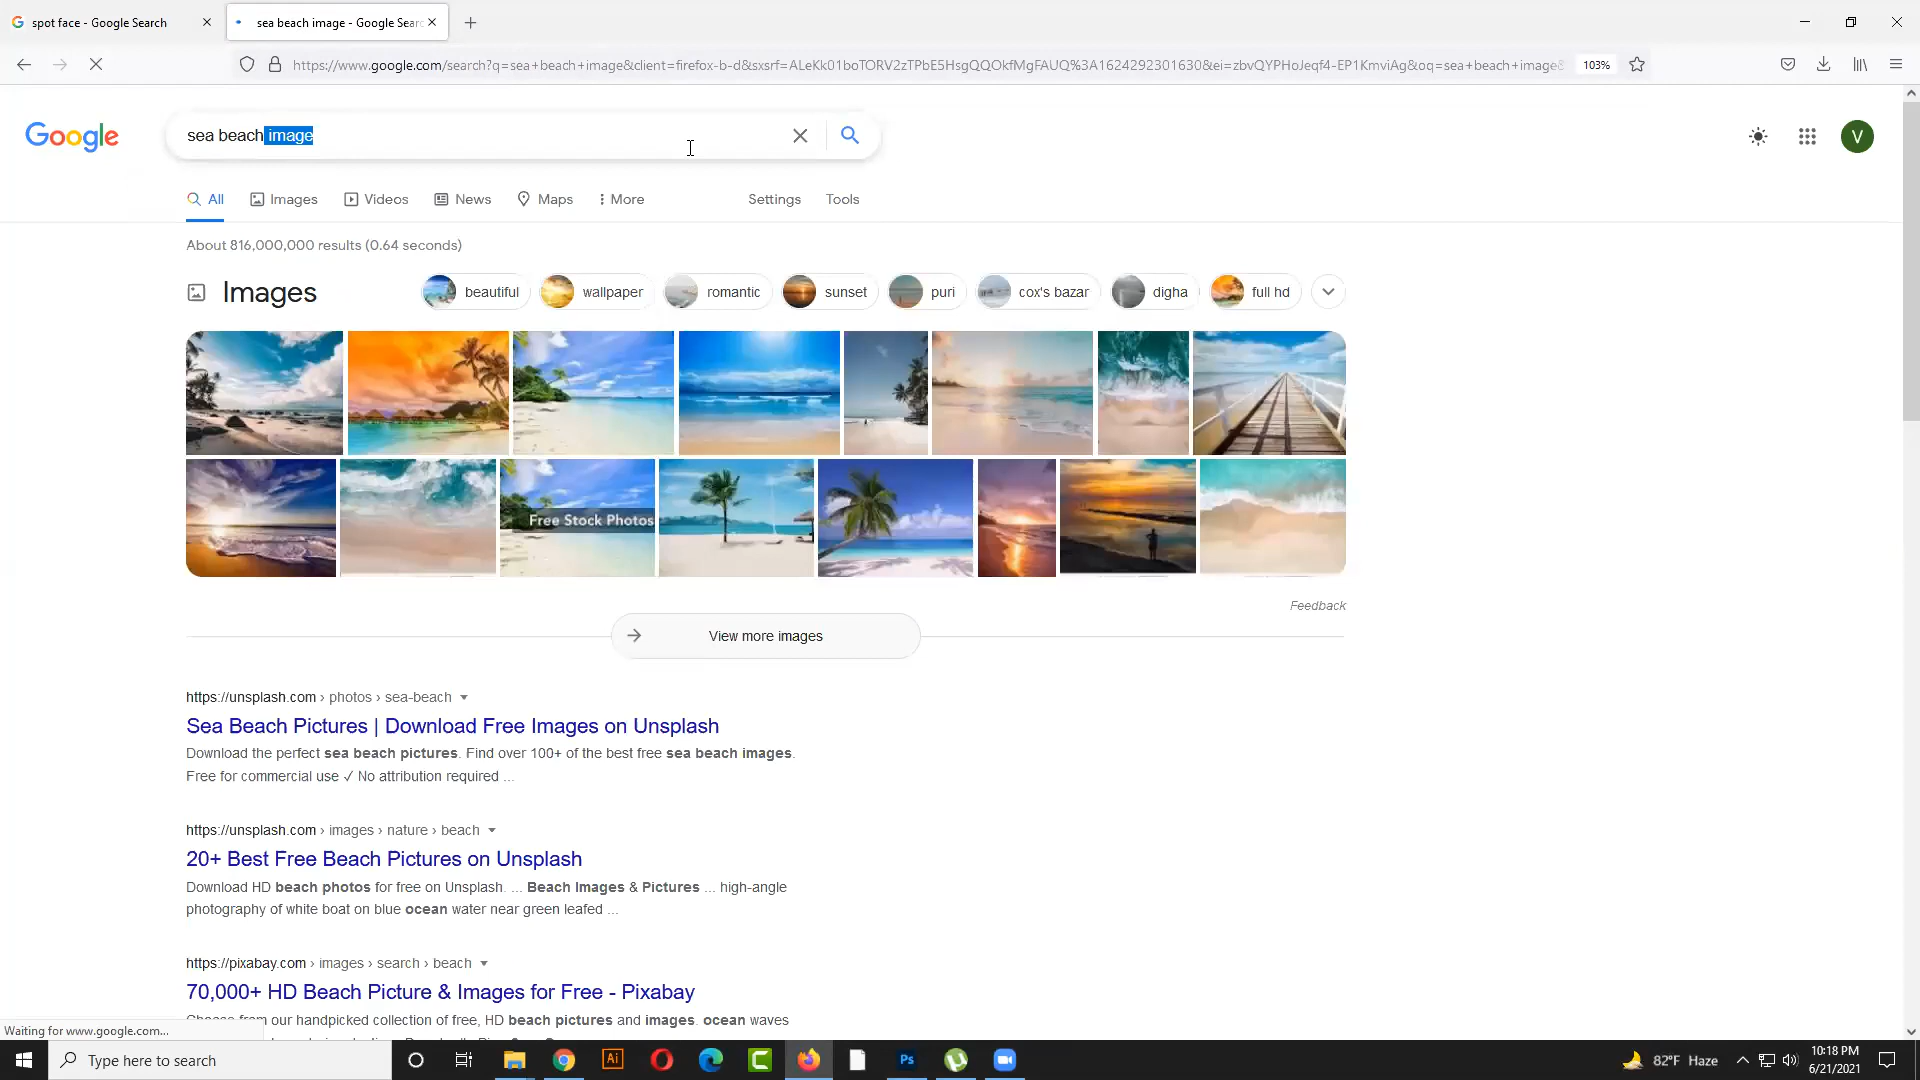 spot face - Google Search
sea beach image - Google Sear
https://www.google.com/search?q=sea+beach+image&client=firefox-b-d&sxsrf=ALeKk01boTORV2zTPbE5HsgQQOkfMgFAUQ%3A1624292301630&ei=zbvQYPHoJeqf4-EP1KmviAg&oq=sea+beach+image&
103%
Google
sea beach image
V
All
Images
Videos
News
Maps
More
Settings
Tools
About 816,000,000 results (0.64 seconds)
Images
beautiful
wallpaper
romantic
sunset
puri
cox's bazar
digha
full hd
Free Stock Photos
Feedback
View more images
https://unsplash.com › photos › sea-beach
Sea Beach Pictures | Download Free Images on Unsplash
Download the perfect sea beach pictures. Find over 100+ of the best free sea beach images.
Free for commercial use ✓ No attribution required ...
https://unsplash.com › images › nature › beach
20+ Best Free Beach Pictures on Unsplash
Download HD beach photos for free on Unsplash. ... Beach Images & Pictures ... high-angle
photography of white boat on blue ocean water near green leafed ...
https://pixabay.com › images › search › beach
70,000+ HD Beach Picture & Images for Free - Pixabay
Choose from our handpicked collection of free, HD beach pictures and images. ocean waves
Waiting for www.google.com...
Type here to search
Ai
Ps
82°F Haze
10:18 PM
6/21/2021